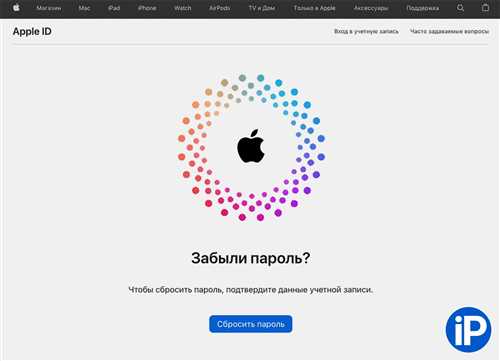 Магазин Mac iPad iPhone Watch AirPods TV и Дом Только в Apple Аксессуары Поддержка
Apple ID Вход в учетную запись Часто задаваемые вопросы
Забыли пароль?
Чтобы сбросить пароль, подтвердите данные учетной записи.
Сбросить пароль
iP